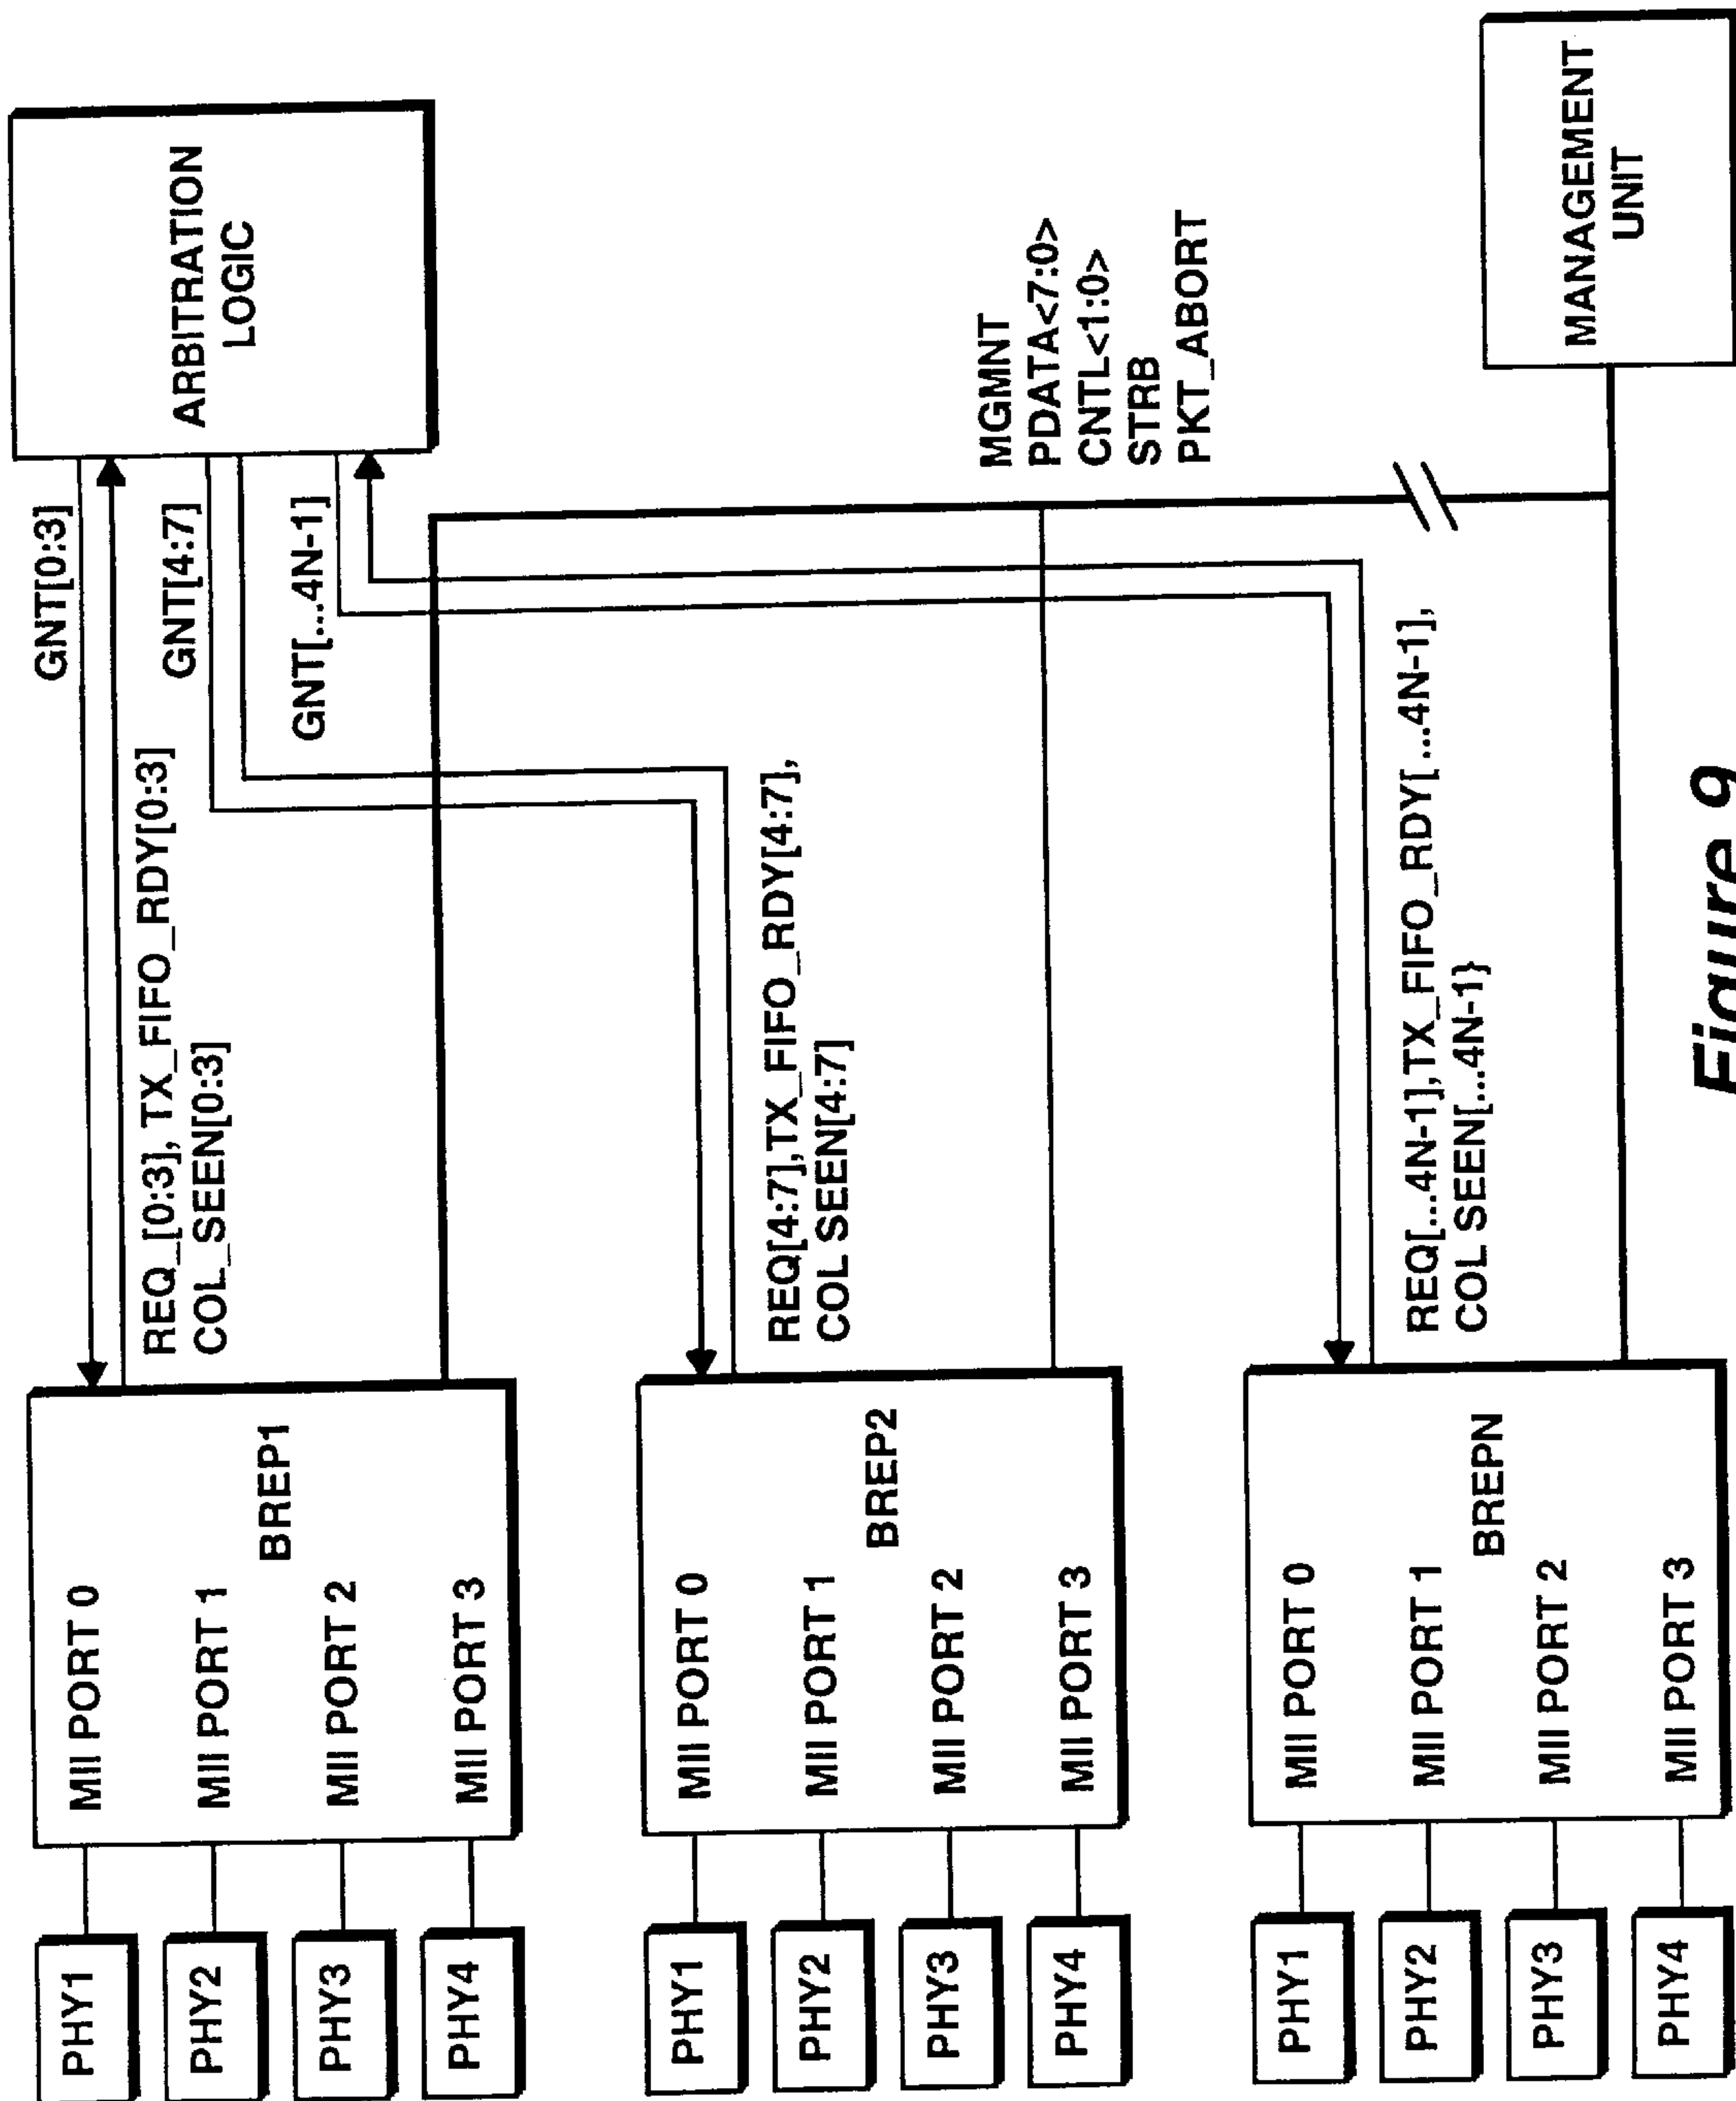 PHY1
PHY2
PHY3
PHY4
MII PORT 0
MII PORT 1
MII PORT 2
MII PORT 3
BREP1
GNT[0:3]
REQ_[0:3], TX_FIFO_RDY[0:3]
COL_SEEN[0:3]
GNT[4:7]
GNT[...4N-1]
ARBITRATION
LOGIC
PHY1
PHY2
PHY3
PHY4
MII PORT 0
MII PORT 1
MII PORT 2
MII PORT 3
BREP2
REQ[4:7],TX_FIFO_RDY[4:7],
COL SEEN[4:7]
MGMNT
PDATA<7:0>
CNTL<1:0>
STRB
PKT_ABORT
PHY1
PHY2
PHY3
PHY4
MII PORT 0
MII PORT 1
MII PORT 2
MII PORT 3
BREPN
REQ[...4N-1],TX_FIFO_RDY[...4N-1],
COL SEEN[...4N-1}
MANAGEMENT
UNIT
Figure 9